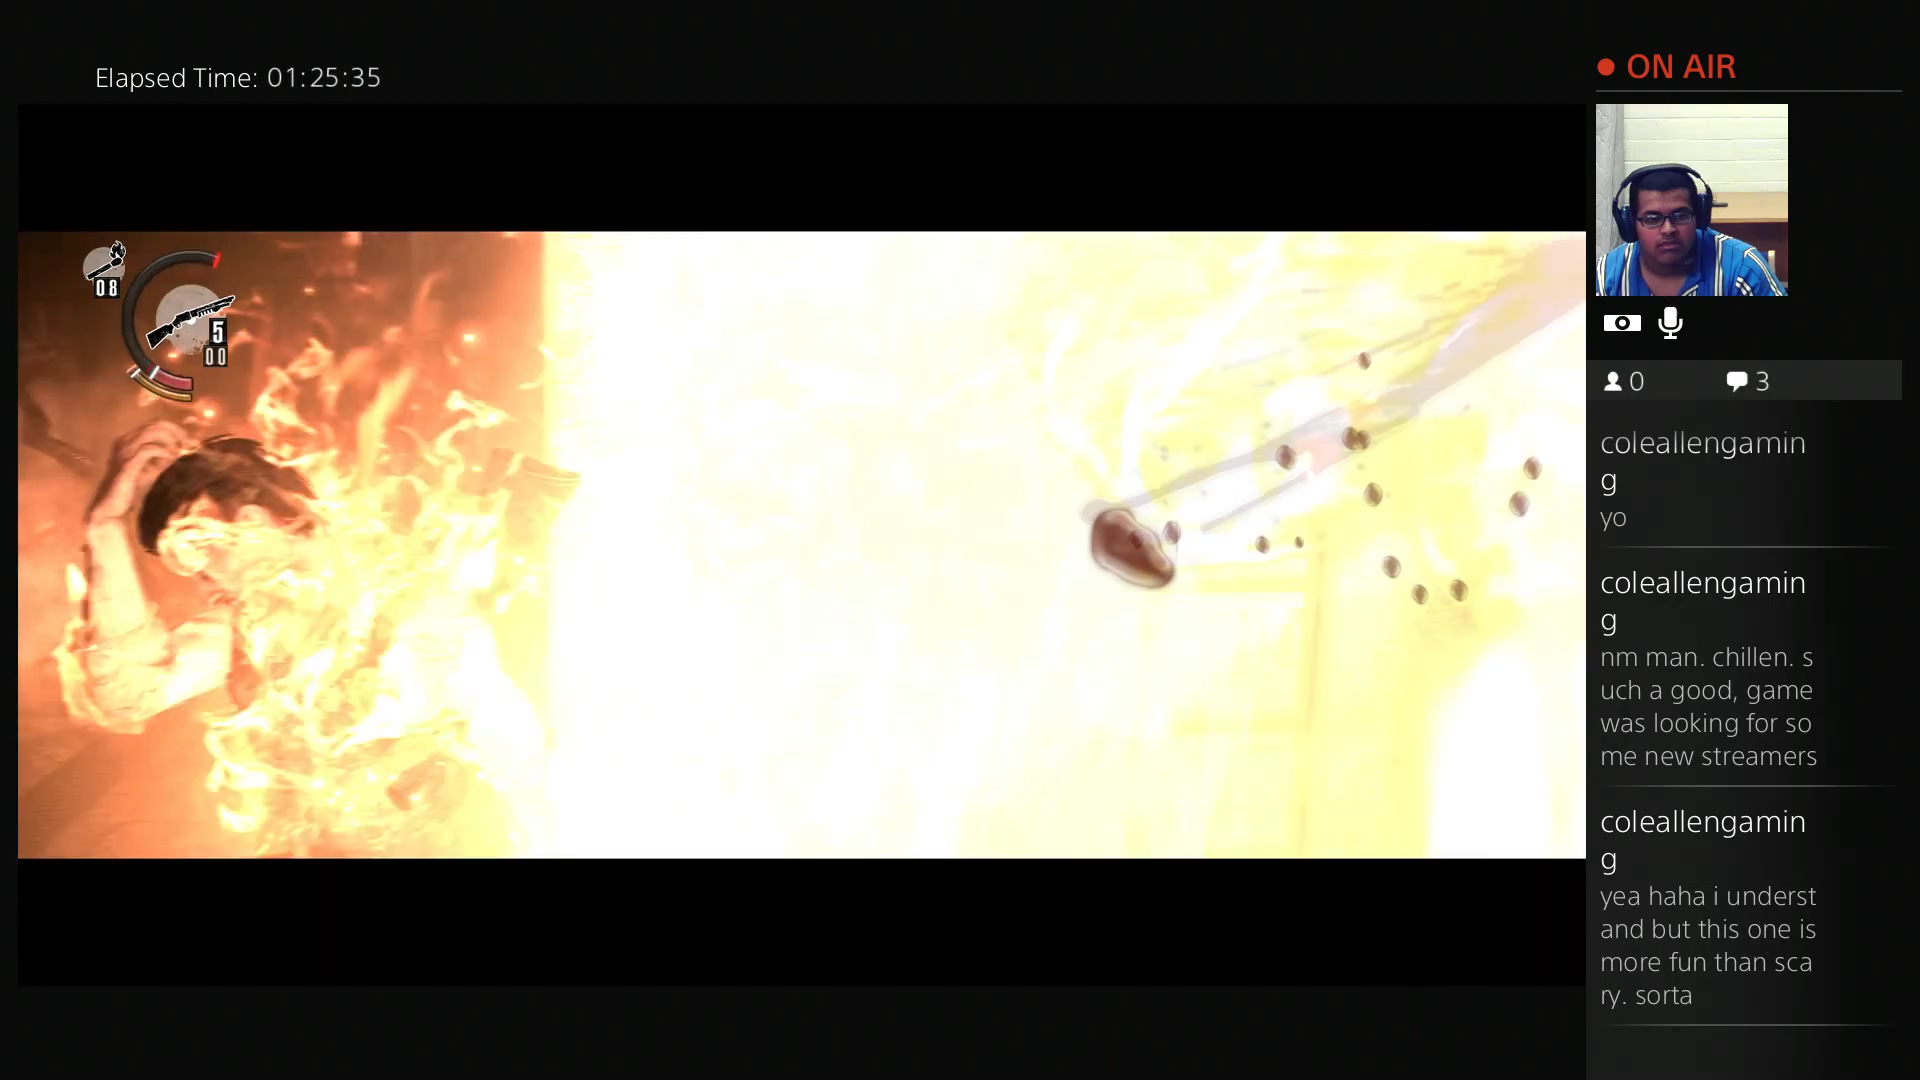 Elapsed Time: 01:25:35
ON AIR
08
5
00
0
3
coleallengamin
g
yo
coleallengamin
g
nm man. chillen. s
uch a good, game
was looking for so
me new streamers
coleallengamin
g
yea haha i underst
and but this one is
more fun than sca
ry. sorta